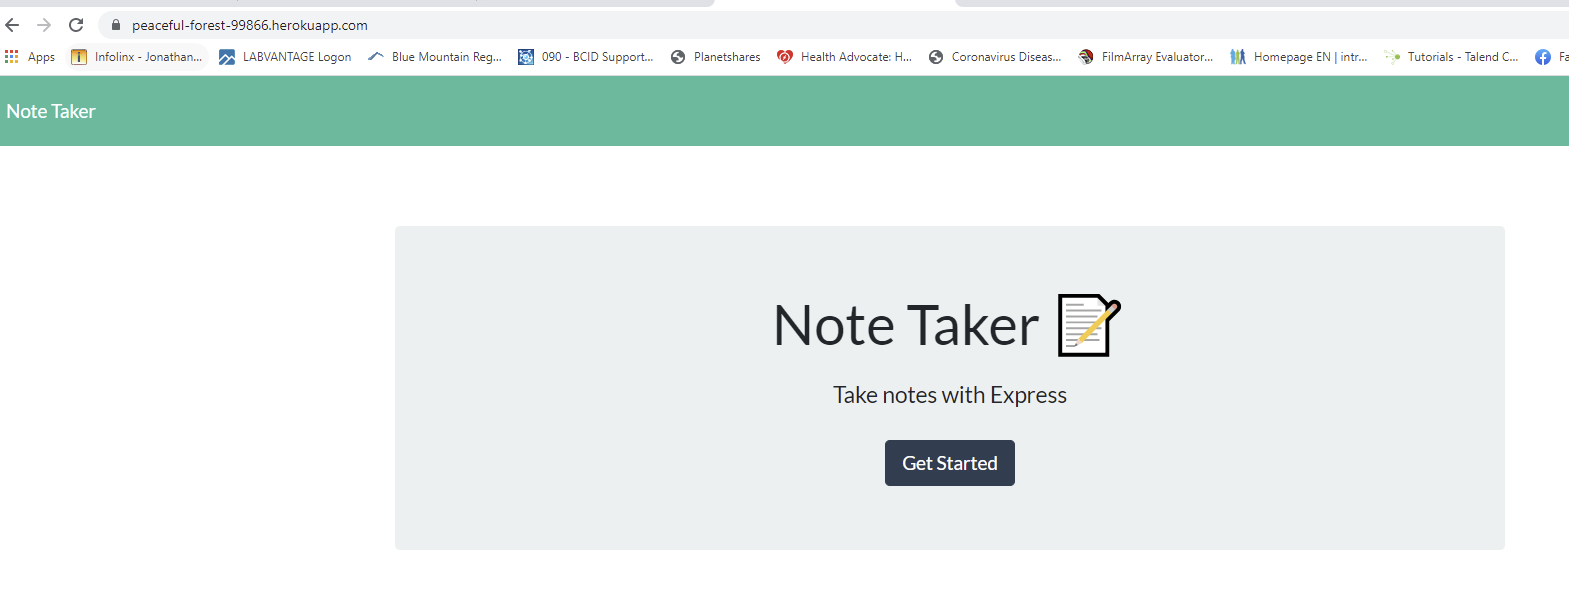 peaceful-forest-99866.herokuapp.com
Apps Infolinx - Jonathan... LABVANTAGE Logon Blue Mountain Reg... 090 - BCID Support... Planetshares Health Advocate: H... Coronavirus Diseas... FilmArray Evaluator... Homepage EN | intr... Tutorials - Talend C... Fa
Note Taker
Note Taker
Take notes with Express
Get Started